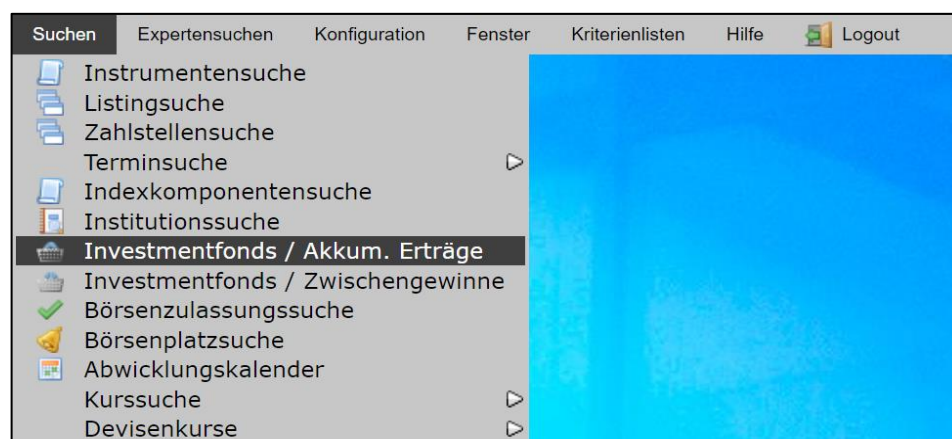 Suchen Expertensuchen Konfiguration Fenster Kriterienlisten Hilfe Logout
Instrumentensuche
Listingsuche
Zahlstellensuche
Terminsuche
Indexkomponentensuche
Institutionssuche
Investmentfonds / Akkum. Erträge
Investmentfonds / Zwischengewinne
Börsenzulassungssuche
Börsenplatzsuche
Abwicklungskalender
Kurssuche
Devisenkurse